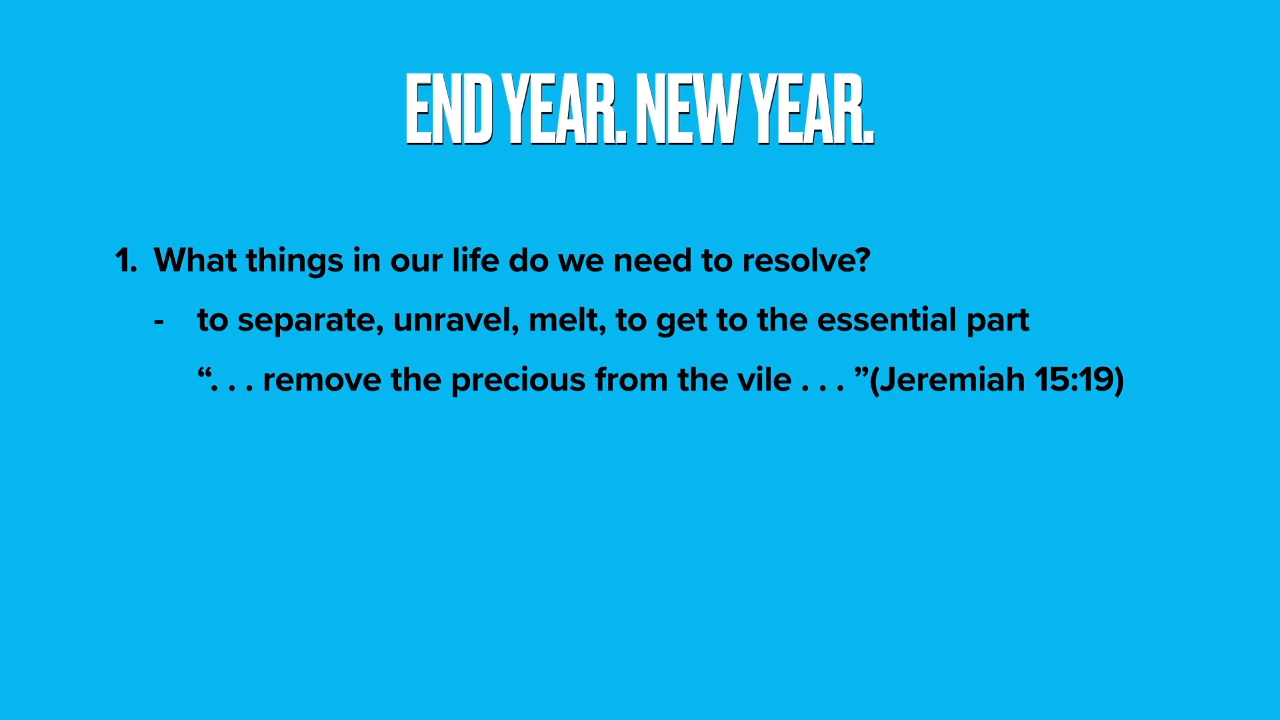 END YEAR. NEW YEAR.
1. What things in our life do we need to resolve?
- to separate, unravel, melt, to get to the essential part
“. . . remove the precious from the vile . . . ”(Jeremiah 15:19)